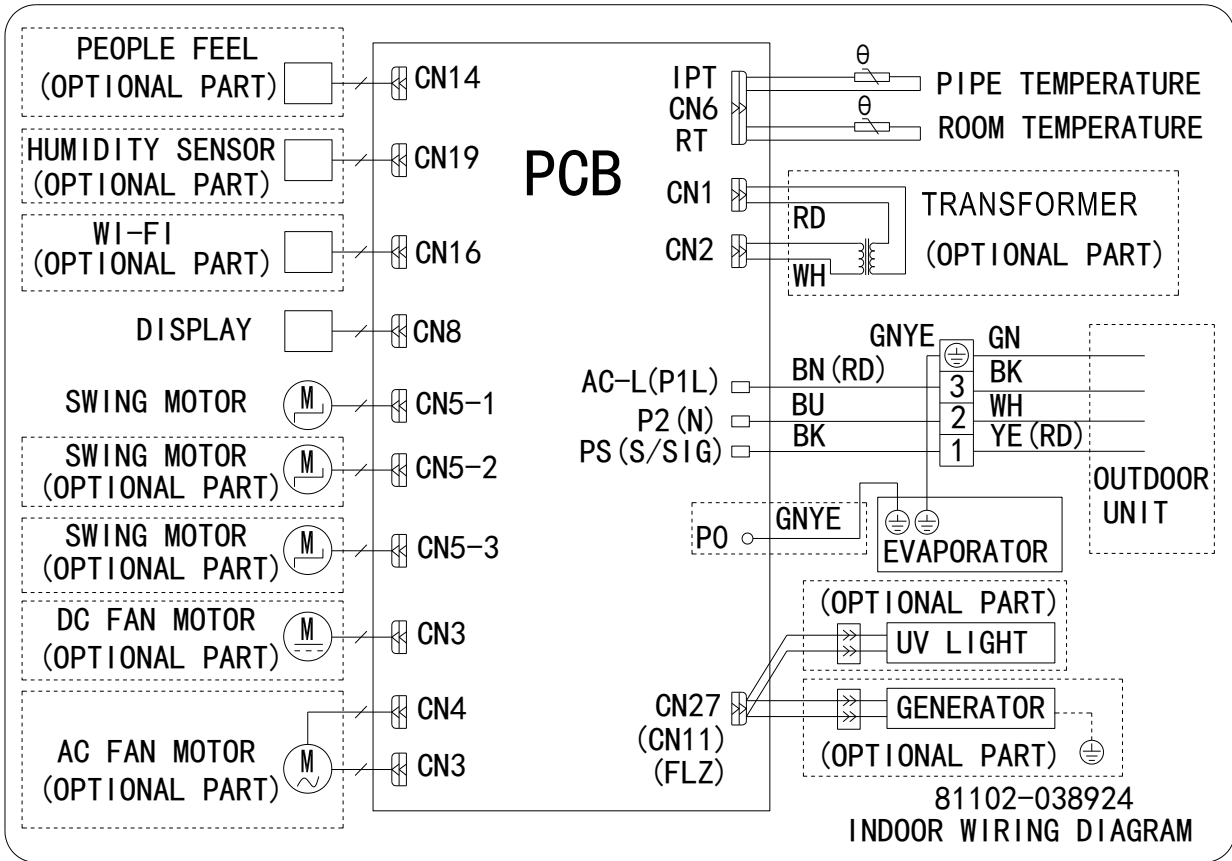 PEOPLE FEEL
(OPTIONAL PART)
CN14
HUMIDITY SENSOR
(OPTIONAL PART)
CN19
WI-FI
(OPTIONAL PART)
CN16
DISPLAY
CN8
SWING MOTOR
M
CN5-1
SWING MOTOR
(OPTIONAL PART)
M
CN5-2
SWING MOTOR
(OPTIONAL PART)
M
CN5-3
DC FAN MOTOR
(OPTIONAL PART)
M
CN3
AC FAN MOTOR
(OPTIONAL PART)
M
CN4
CN3
PCB
IPT
CN6
RT
θ
PIPE TEMPERATURE
θ
ROOM TEMPERATURE
CN1
CN2
RD
WH
TRANSFORMER
(OPTIONAL PART)
AC-L(P1L)
P2(N)
PS(S/SIG)
BN(RD)
BU
BK
GNYE
3
2
1
GN
BK
WH
YE(RD)
OUTDOOR
UNIT
P0
GNYE
EVAPORATOR
(OPTIONAL PART)
UV LIGHT
CN27
(CN11)
(FLZ)
GENERATOR
(OPTIONAL PART)
81102-038924
INDOOR WIRING DIAGRAM